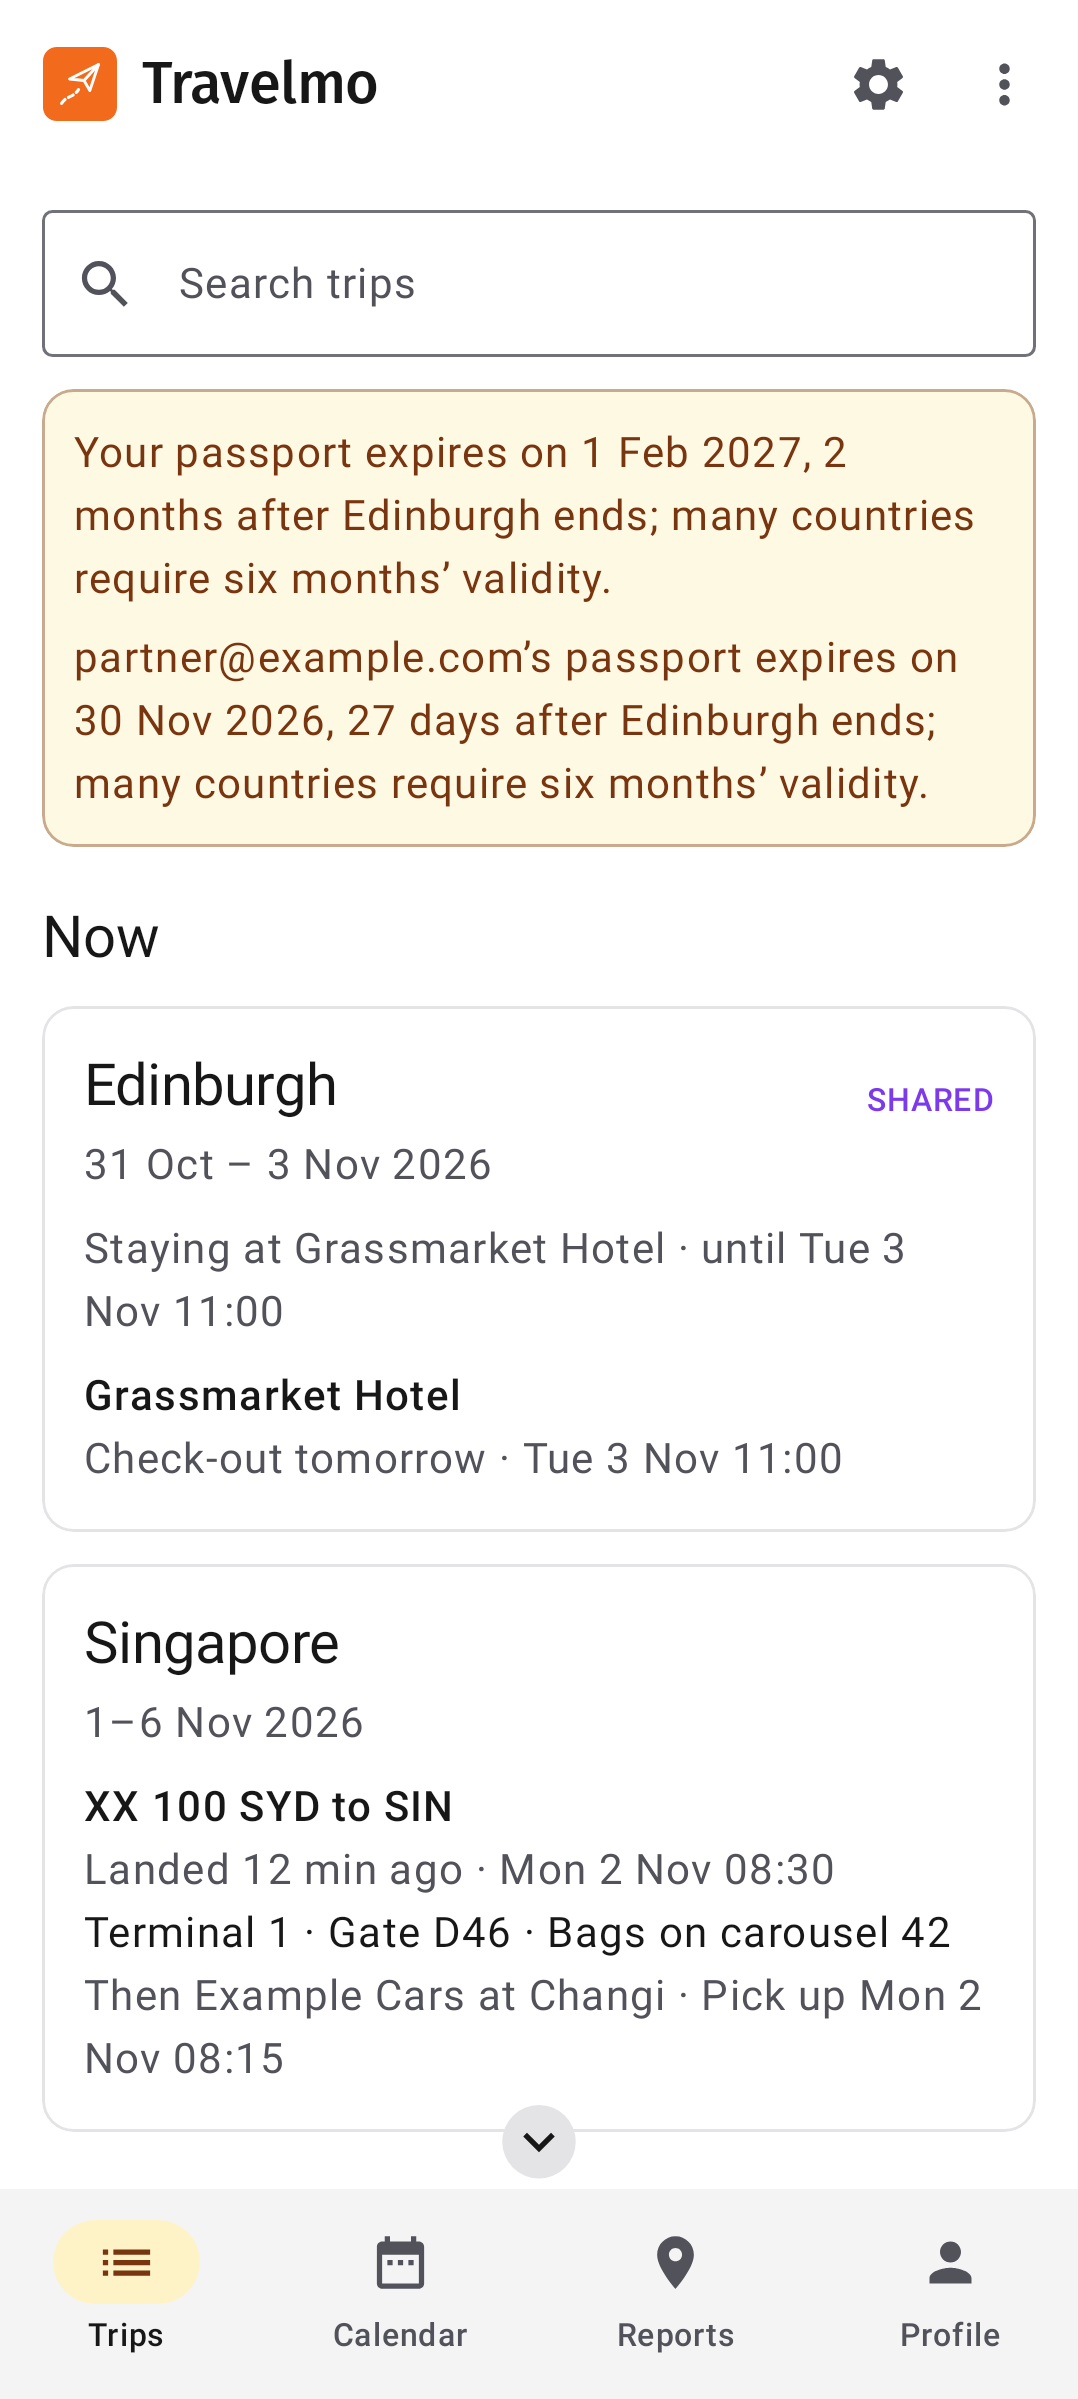 Travelmo
Search trips
Your passport expires on 1 Feb 2027, 2
months after Edinburgh ends; many countries
require six months’ validity.
partner@example.com’s passport expires on
30 Nov 2026, 27 days after Edinburgh ends;
many countries require six months’ validity.
Now
Edinburgh
SHARED
31 Oct – 3 Nov 2026
Staying at Grassmarket Hotel · until Tue 3
Nov 11:00
Grassmarket Hotel
Check-out tomorrow · Tue 3 Nov 11:00
Singapore
1–6 Nov 2026
XX 100 SYD to SIN
Landed 12 min ago · Mon 2 Nov 08:30
Terminal 1 · Gate D46 · Bags on carousel 42
Then Example Cars at Changi · Pick up Mon 2
Nov 08:15
Trips
Calendar
Reports
Profile